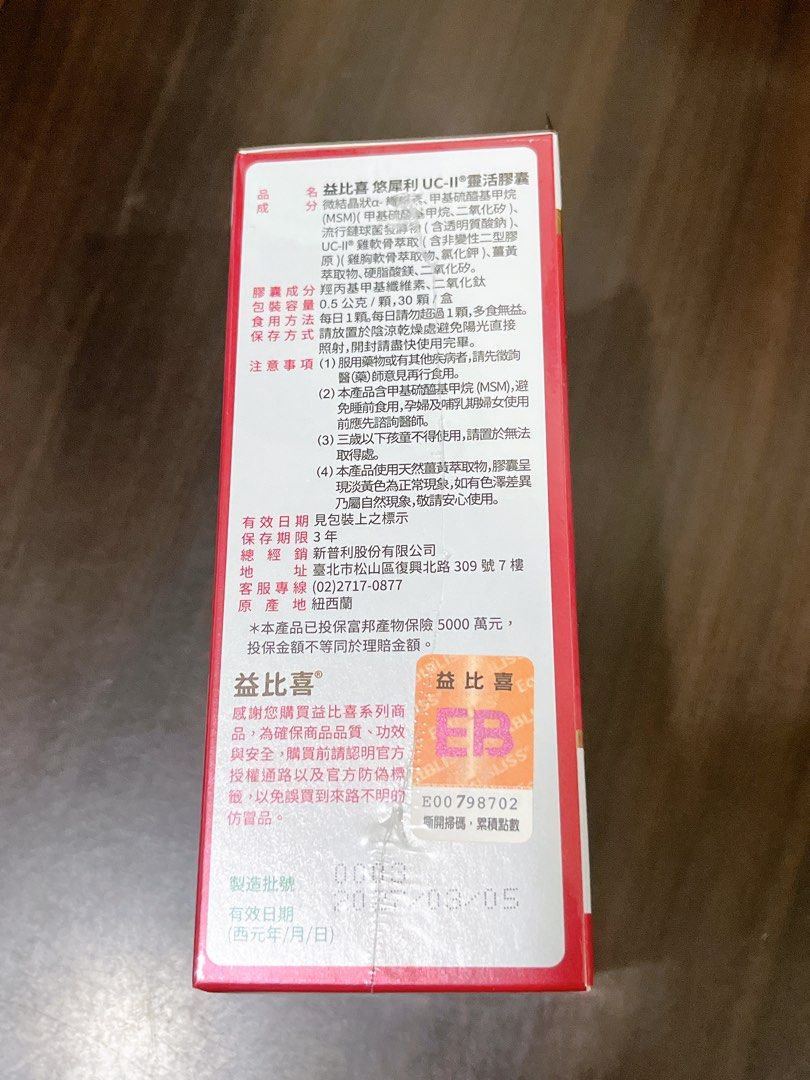 品名 益比喜 悠犀利 UC-II®靈活膠囊
成分 微結晶狀α-纖維素、甲基硫醯基甲烷
(MSM)(甲基硫醯基甲烷、二氧化矽)、
流行鏈球菌發酵物(含透明質酸鈉)、
UC-II® 雞軟骨萃取(含非變性二型膠
原)(雞胸軟骨萃取物、氯化鉀)、薑黃
萃取物、硬脂酸鎂、二氧化矽。
膠囊成分 羥丙基甲基纖維素、二氧化鈦
包裝容量 0.5 公克/顆,30 顆/盒
食用方法 每日1顆,每日請勿超過1顆,多食無益。
保存方式 請放置於陰涼乾燥處避免陽光直接
照射,開封請盡快使用完畢。
注意事項 (1) 服用藥物或有其他疾病者,請先徵詢
醫(藥)師意見再行食用。
(2) 本產品含甲基硫醯基甲烷 (MSM),避
免睡前食用,孕婦及哺乳期婦女使用
前應先諮詢醫師。
(3) 三歲以下孩童不得使用,請置於無法
取得處。
(4) 本產品使用天然薑黃萃取物,膠囊呈
現淡黃色為正常現象,如有色澤差異
乃屬自然現象,敬請安心使用。
有效日期 見包裝上之標示
保存期限 3 年
總經銷 新普利股份有限公司
地址 臺北市松山區復興北路 309 號 7 樓
客服專線 (02)2717-0877
原產地 紐西蘭
*本產品已投保富邦產物保險 5000 萬元,
投保金額不等同於理賠金額。
益比喜®
感謝您購買益比喜系列商
品,為確保商品品質、功效
與安全,購買前請認明官方
授權通路以及官方防偽標
籤,以免誤買到來路不明的
仿冒品。
益比喜
EB
E00798702
撕開掃碼,累積點數
製造批號
有效日期 /03/05
(西元年/月/日)